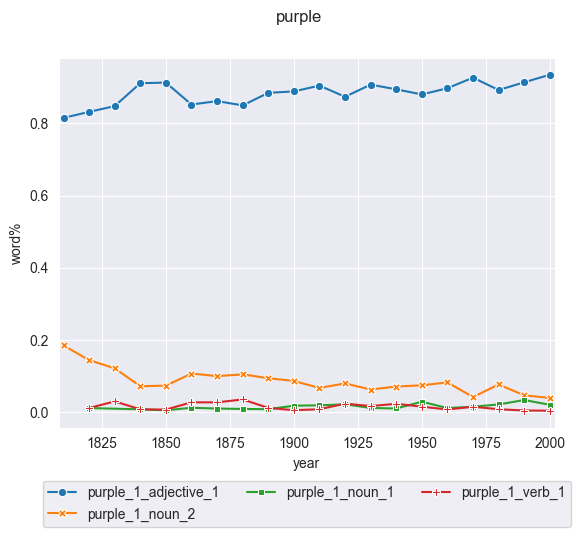 purple
word%
0.8
0.6
0.4
0.2
0.0
1825 1850 1875 1900 1925 1950 1975 2000
year
purple_1_adjective_1 purple_1_noun_1 purple_1_verb_1
purple_1_noun_2